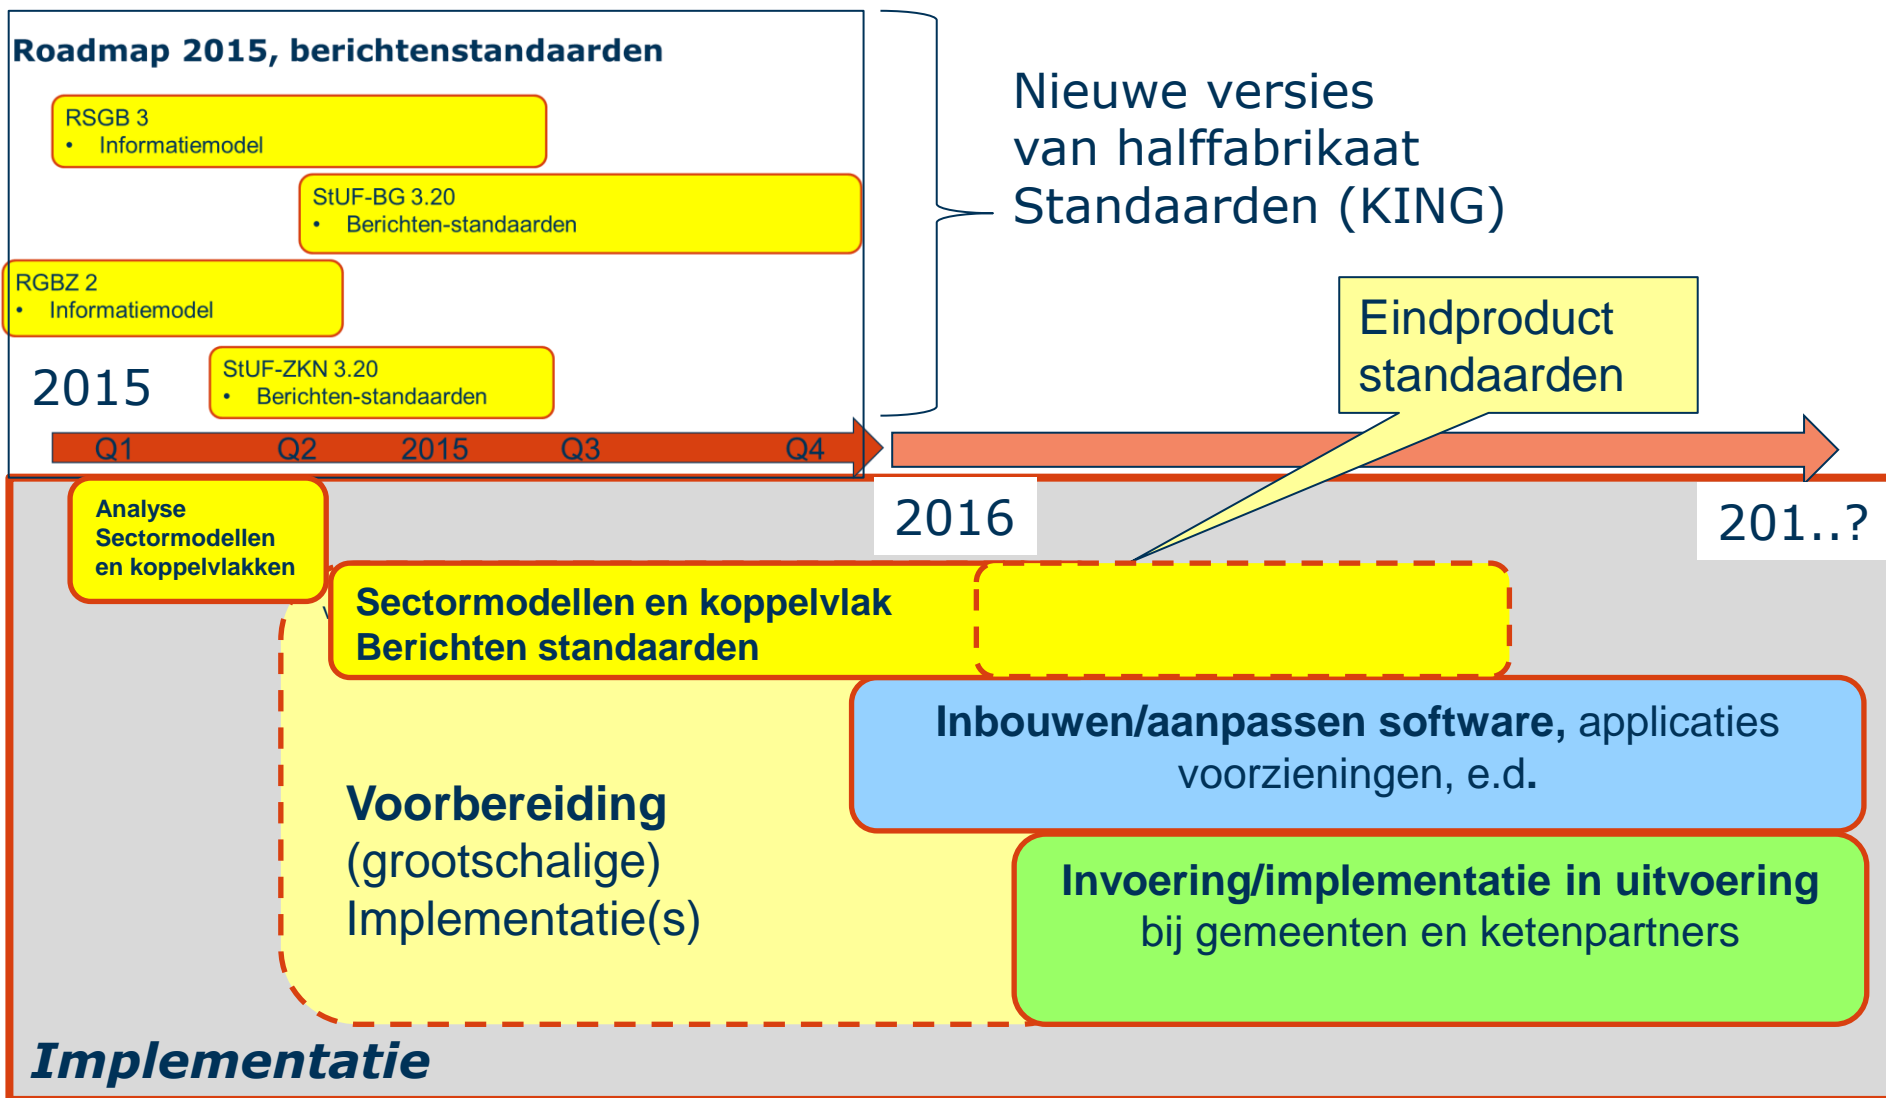 Roadmap 2015, berichtenstandaarden
RSGB 3
• Informatiemodel
StUF-BG 3.20
• Berichten-standaarden
RGBZ 2
• Informatiemodel
StUF-ZKN 3.20
• Berichten-standaarden
2015
Q1 Q2 2015 Q3 Q4
Nieuwe versies
van halffabrikaat
Standaarden (KING)
Eindproduct
standaarden
2016
201..?
Analyse
Sectormodellen
en koppelvlakken
Sectormodellen en koppelvlak
Berichten standaarden
Inbouwen/aanpassen software, applicaties
voorzieningen, e.d.
Voorbereiding
(grootschalige)
Implementatie(s)
Invoering/implementatie in uitvoering
bij gemeenten en ketenpartners
Implementatie